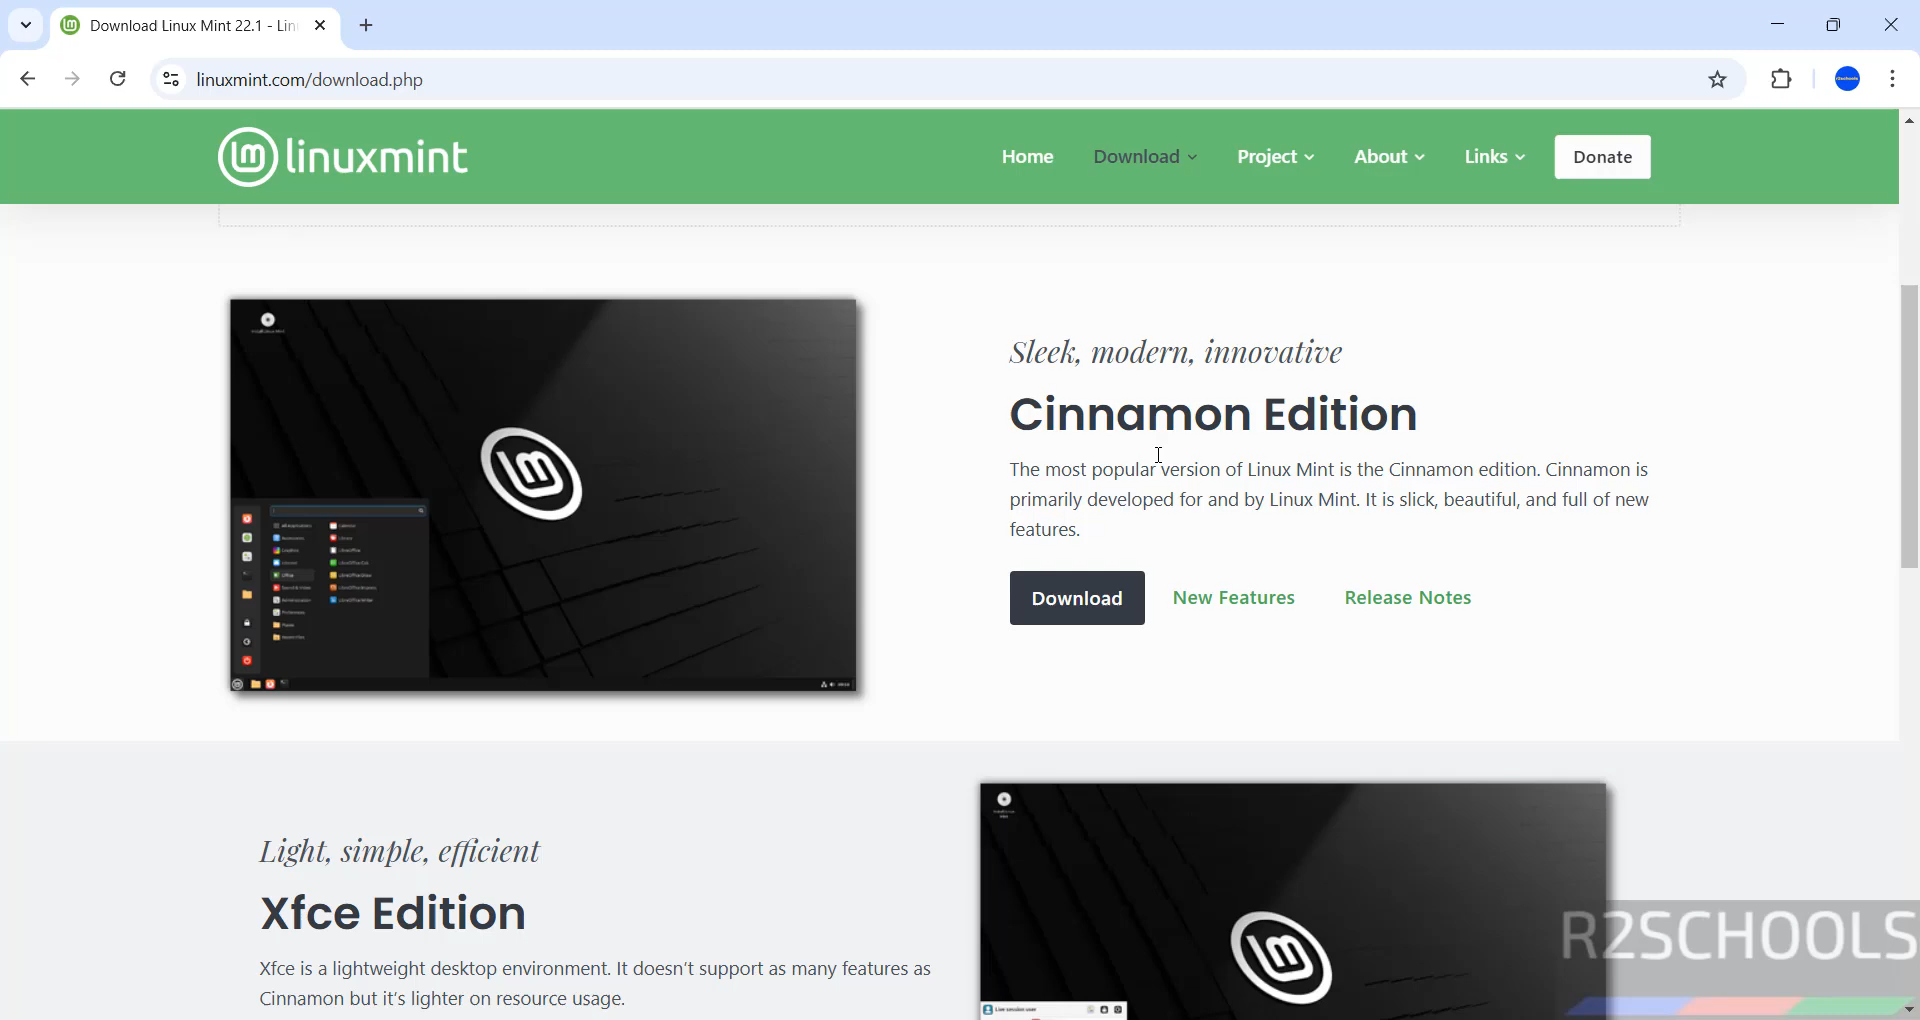 Download Linux Mint 22.1 - Lin
linuxmint.com/download.php
linuxmint
Home
Download
Project
About
Links
Donate
Sleek, modern, innovative
Cinnamon Edition
The most popular version of Linux Mint is the Cinnamon edition. Cinnamon is
primarily developed for and by Linux Mint. It is slick, beautiful, and full of new
features.
Download
New Features
Release Notes
Light, simple, efficient
Xfce Edition
Xfce is a lightweight desktop environment. It doesn't support as many features as
Cinnamon but it's lighter on resource usage.
R2SCHOOLS